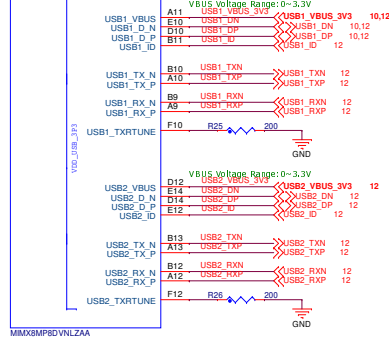 VBUS Voltage Range: 0~3.3V
USB1_VBUS A11 USB1_VBUS_3V3 USB1_VBUS_3V3 10,12
USB1_D_N E10 USB1_DN USB1_DN 10,12
USB1_D_P D10 USB1_DP USB1_DP 10,12
USB1_ID B11 USB1_ID USB1_ID 12
USB1_TX_N B10 USB1_TXN USB1_TXN 12
USB1_TX_P A10 USB1_TXP USB1_TXP 12
USB1_RX_N B9 USB1_RXN USB1_RXN 12
USB1_RX_P A9 USB1_RXP USB1_RXP 12
USB1_TXRTUNE F10 R25 200
GND
VDD_USB_3P3
VBUS Voltage Range: 0~3.3V
USB2_VBUS D12 USB2_VBUS_3V3 USB2_VBUS_3V3 12
USB2_D_N E14 USB2_DN USB2_DN 12
USB2_D_P D14 USB2_DP USB2_DP 12
USB2_ID E12 USB2_ID USB2_ID 12
USB2_TX_N B13 USB2_TXN USB2_TXN 12
USB2_TX_P A13 USB2_TXP USB2_TXP 12
USB2_RX_N B12 USB2_RXN USB2_RXN 12
USB2_RX_P A12 USB2_RXP USB2_RXP 12
USB2_TXRTUNE F12 R26 200
GND
MIMX8MP8DVNLZAA